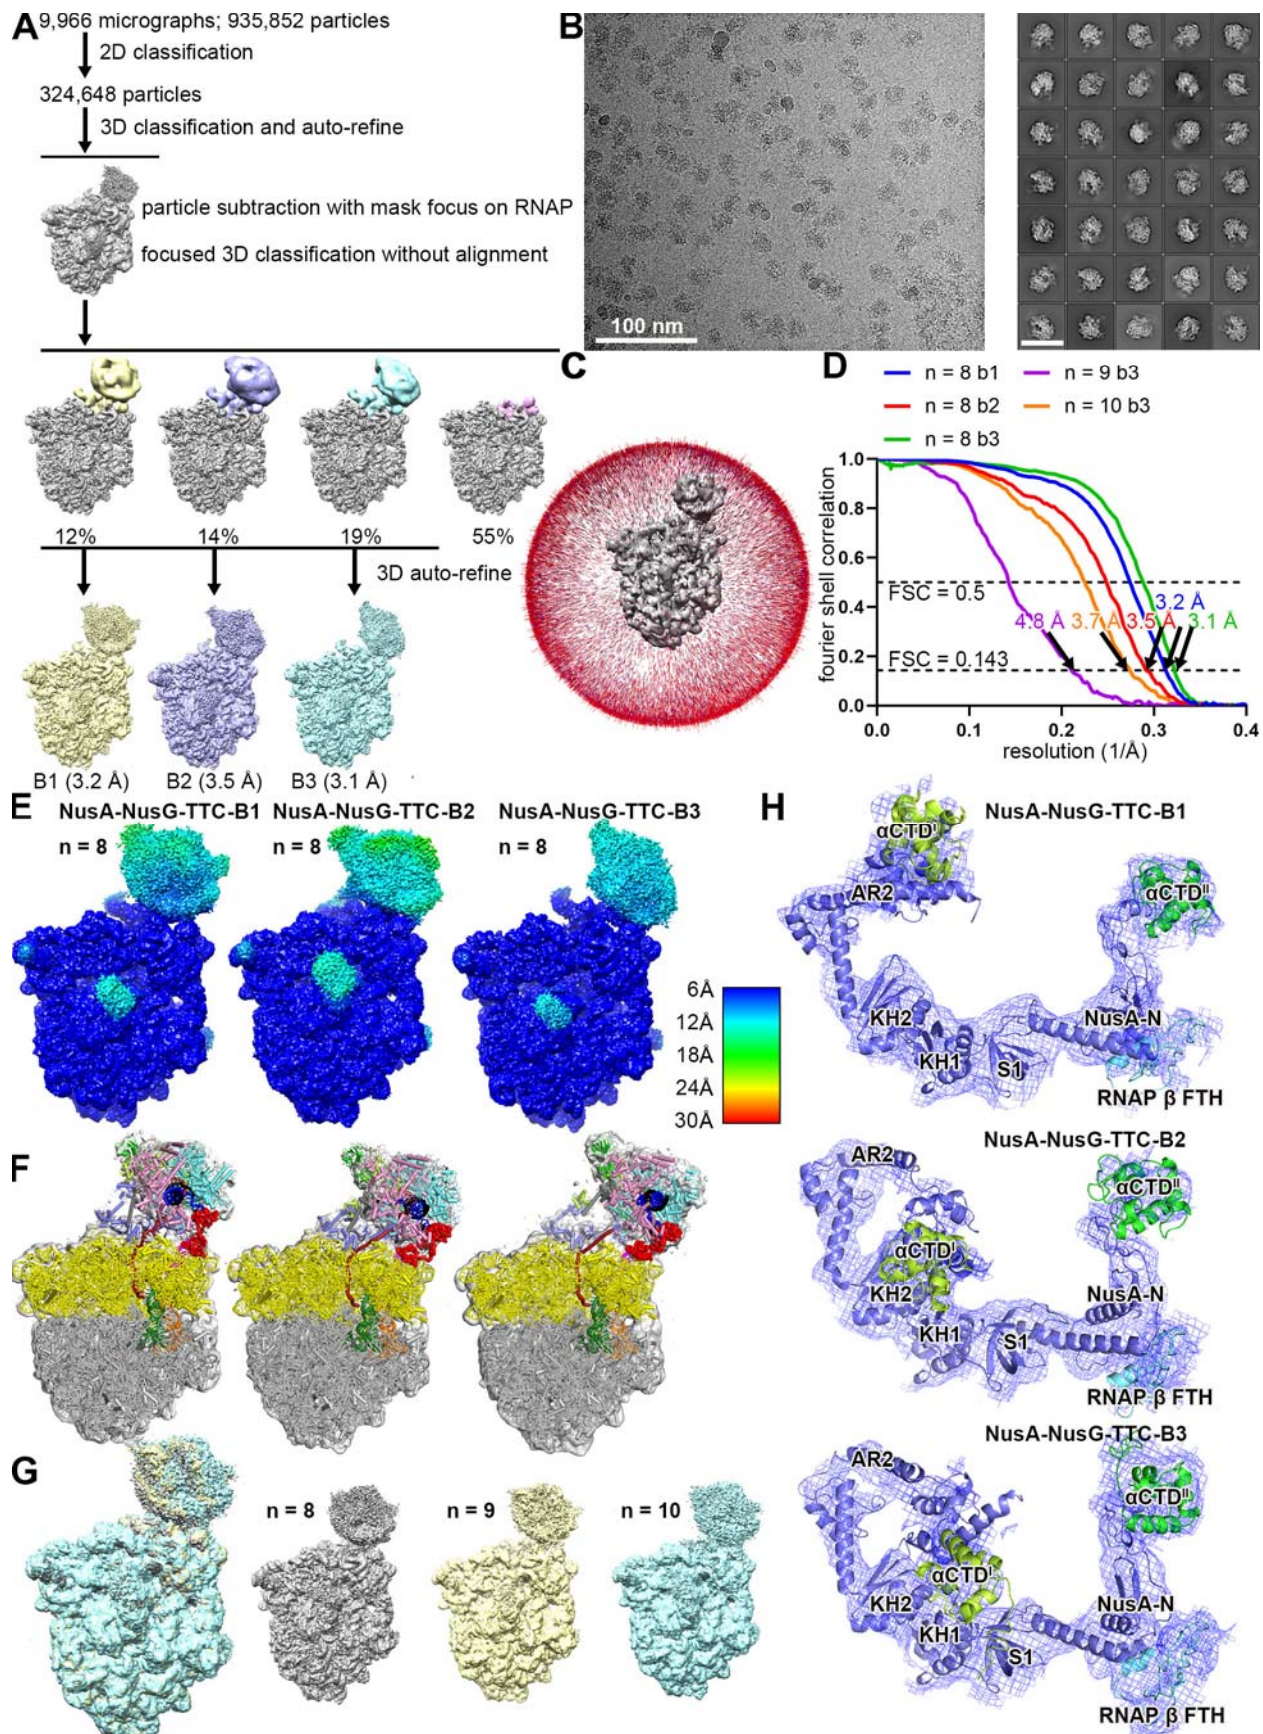 A
9,966 micrographs; 935,852 particles
2D classification
324,648 particles
3D classification and auto-refine
particle subtraction with mask focus on RNAP
focused 3D classification without alignment
12% 14% 19% 55%
3D auto-refine
B1 (3.2 Å) B2 (3.5 Å) B3 (3.1 Å)
B
100 nm
C
D
n = 8 b1 n = 9 b3
n = 8 b2 n = 10 b3
n = 8 b3
fourier shell correlation
1.0
0.8
0.6
0.4
0.2
0.0
FSC = 0.5
3.2 Å
4.8 Å 3.7 Å 3.5 Å 3.1 Å
FSC = 0.143
0.0 0.1 0.2 0.3 0.4
resolution (1/Å)
E
NusA-NusG-TTC-B1 NusA-NusG-TTC-B2 NusA-NusG-TTC-B3
n = 8 n = 8 n = 8
6Å
12Å
18Å
24Å
30Å
F
G
n = 8 n = 9 n = 10
H
NusA-NusG-TTC-B1
αCTDᴵ
AR2
αCTDᴵᴵ
KH2
NusA-N
KH1
S1
RNAP β FTH
NusA-NusG-TTC-B2
AR2
αCTDᴵᴵ
αCTDᴵ
KH2
NusA-N
KH1
S1
RNAP β FTH
NusA-NusG-TTC-B3
AR2
αCTDᴵᴵ
αCTDᴵ
KH2
NusA-N
KH1
S1
RNAP β FTH